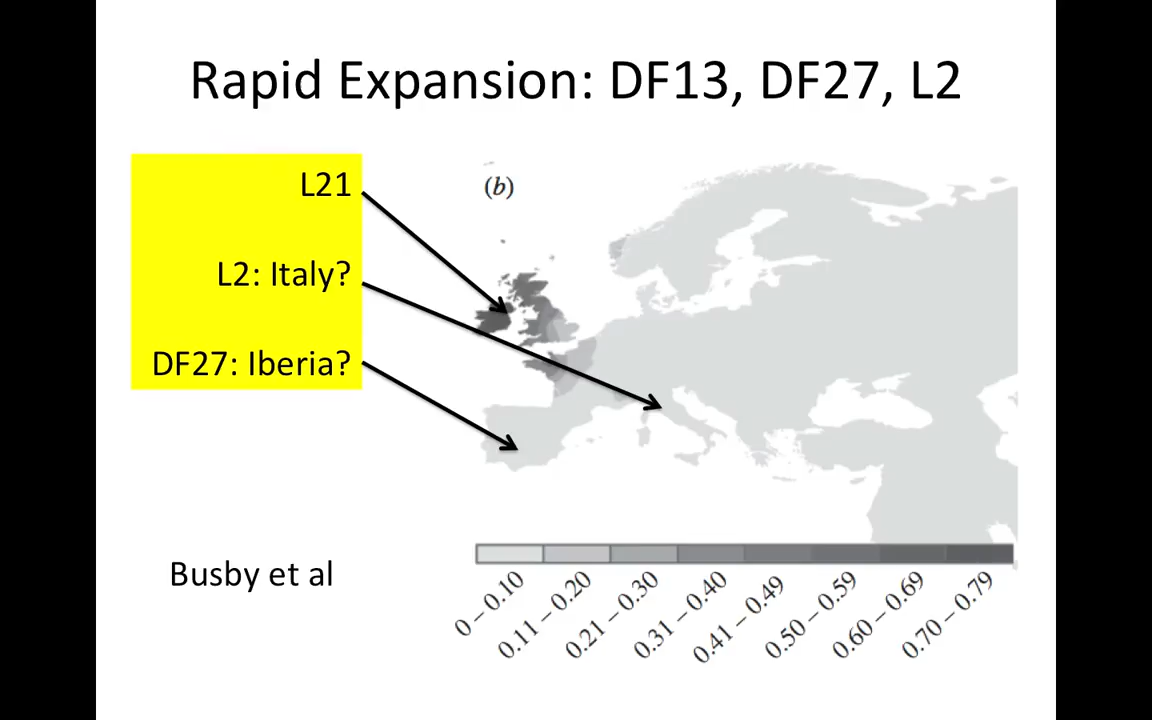 Rapid Expansion: DF13, DF27, L2
L21
(b)
L2: Italy?
DF27: Iberia?
Busby et al
0 – 0.10
0.11 – 0.20
0.21 – 0.30
0.31 – 0.40
0.41 – 0.49
0.50 – 0.59
0.60 – 0.69
0.70 – 0.79